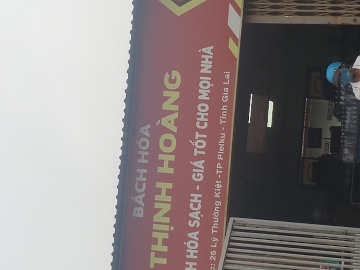 BÁCH HÓA
THỊNH HOÀNG
HÓA SẠCH - GIÁ TỐT CHO MỌI NHÀ
26 Lý Thường Kiệt -TP Pleiku - Tỉnh Gia Lai